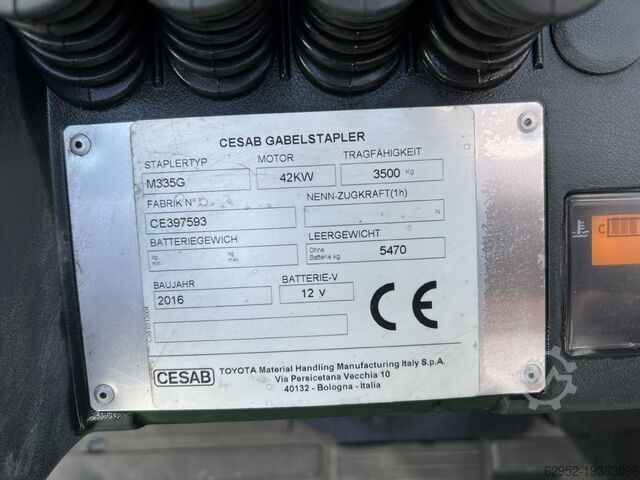 CESAB GABELSTAPLER
STAPLERTYP MOTOR TRAGFÄHIGKEIT
M335G 42KW 3500 Kg
FABRIK N° NENN-ZUGKRAFT(1h)
CE397593 N
BATTERIEGEWICH LEERGEWICHT
kg min kg max Ohne Batterie kg 5470
BAUJAHR BATTERIE-V
2016 12 V
CE
CESAB TOYOTA Material Handling Manufacturing Italy S.p.A.
Via Persicetana Vecchia 10
40132 - Bologna - Italia
C
62952-19383096